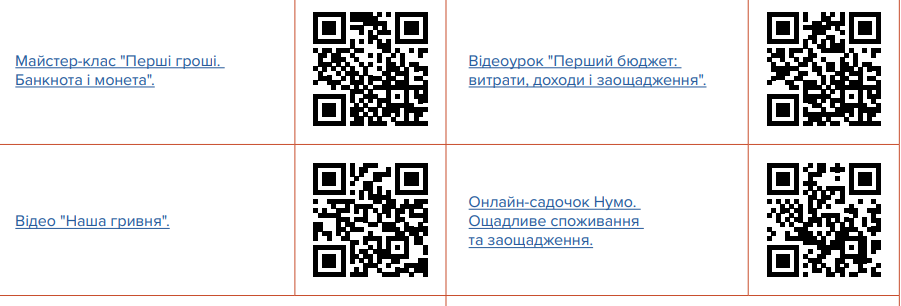 Майстер-клас "Перші гроші.
Банкнота і монета".
Відеоурок "Перший бюджет:
витрати, доходи і заощадження".
Відео "Наша гривня".
Онлайн-садочок Нумо.
Ощадливе споживання
та заощадження.